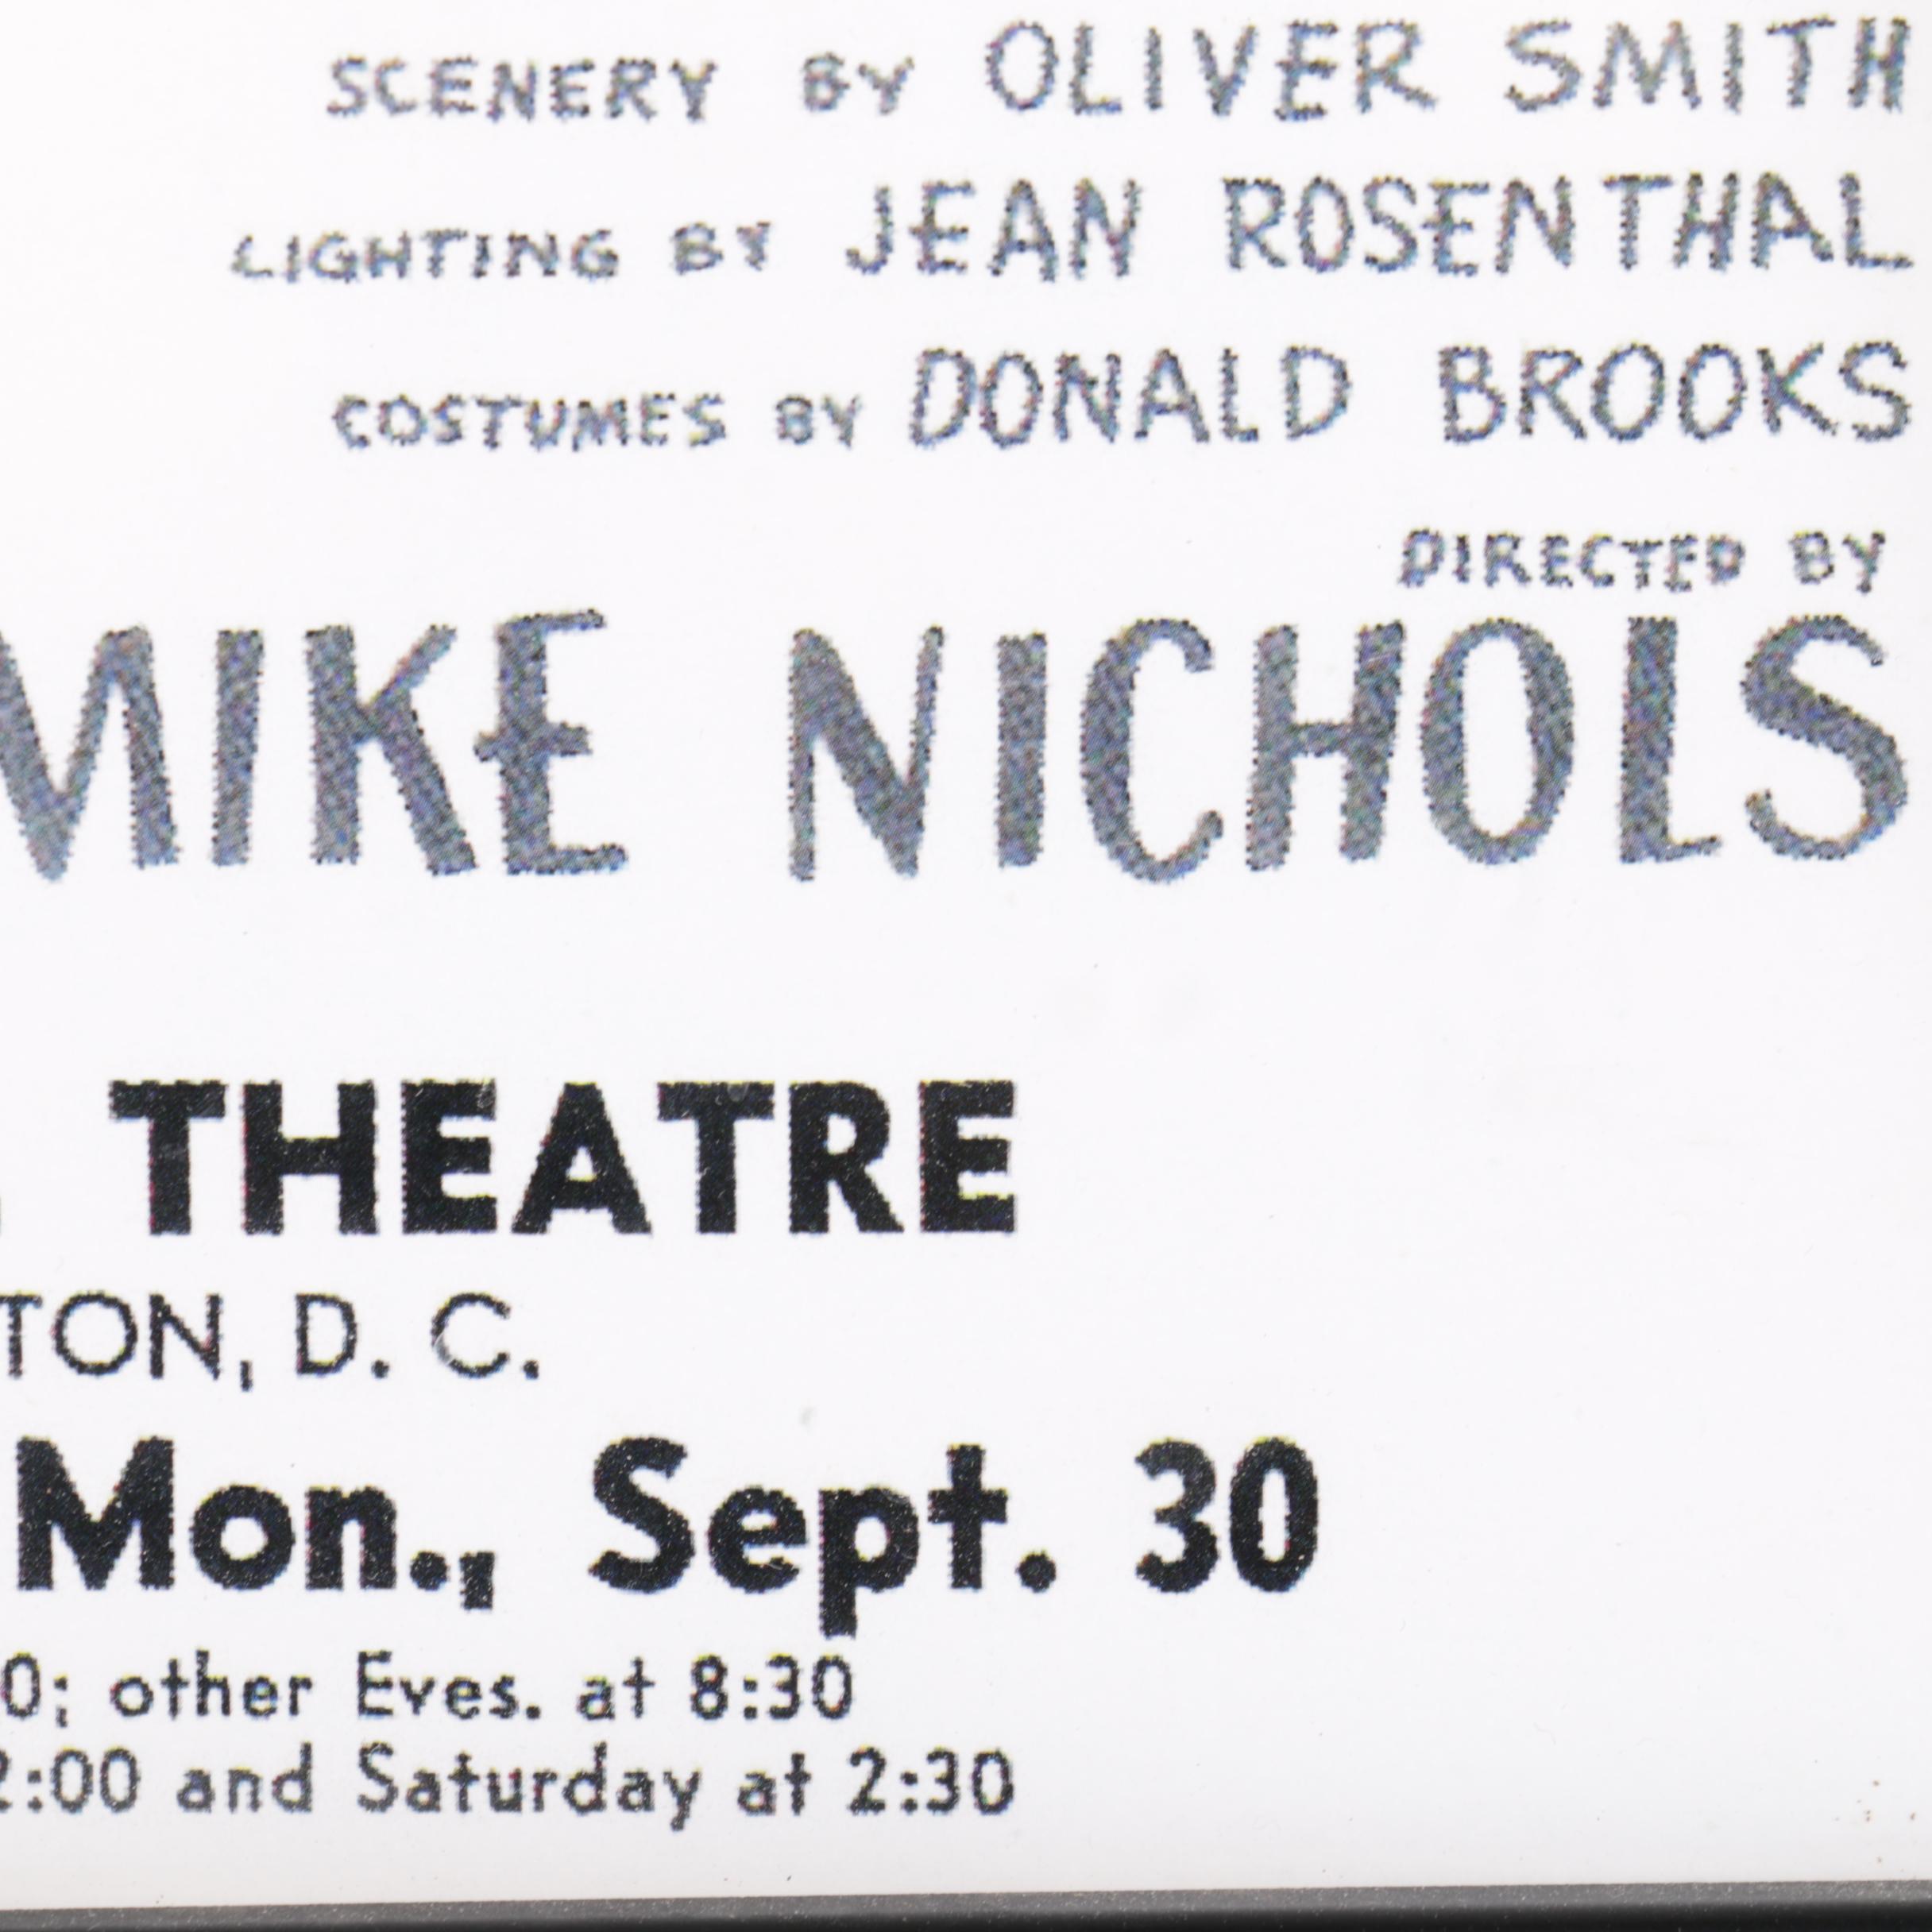 SCENERY BY OLIVER SMITH
LIGHTING BY JEAN ROSENTHAL
COSTUMES BY DONALD BROOKS
DIRECTED BY
MIKE NICHOLS
THEATRE
TON, D. C.
Mon., Sept. 30
0; other Eves. at 8:30
2:00 and Saturday at 2:30